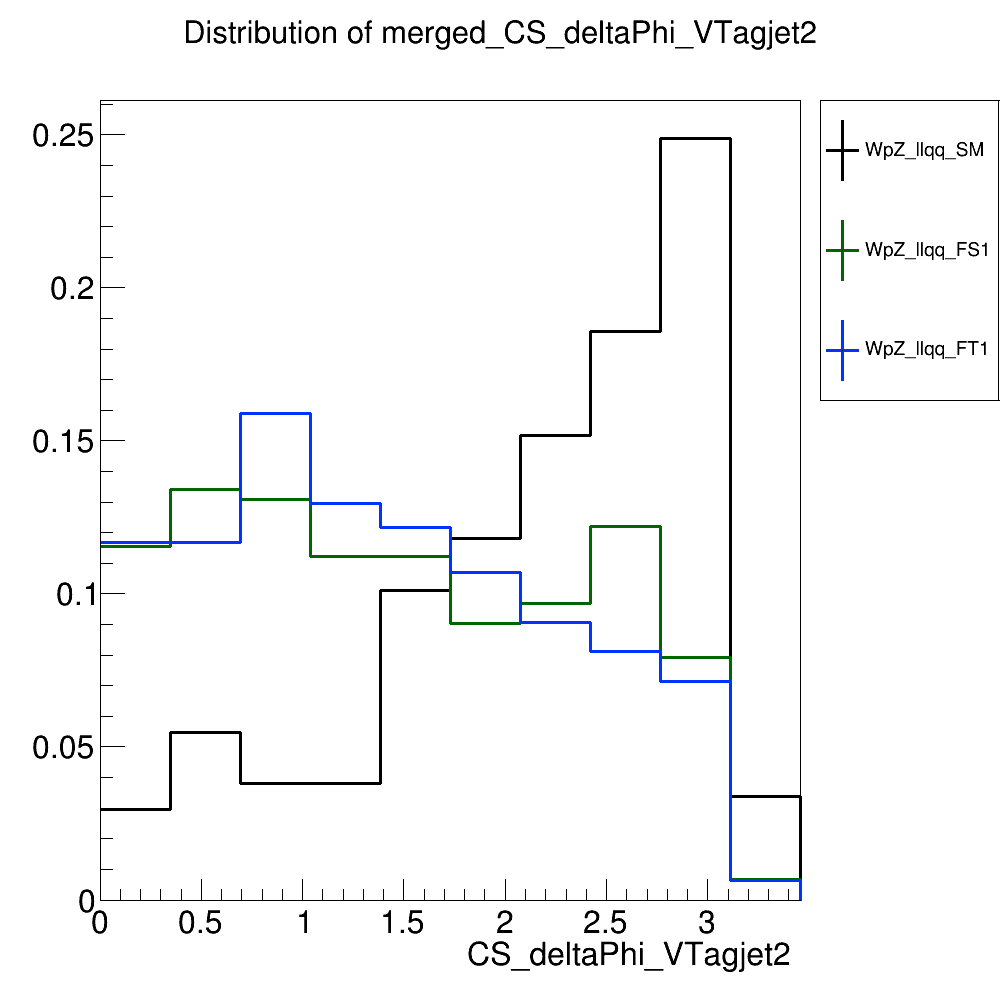 Distribution of merged_CS_deltaPhi_VTagjet2
0.25
0.2
0.15
0.1
0.05
0
0 0.5 1 1.5 2 2.5 3
CS_deltaPhi_VTagjet2
WpZ_llqq_SM
WpZ_llqq_FS1
WpZ_llqq_FT1